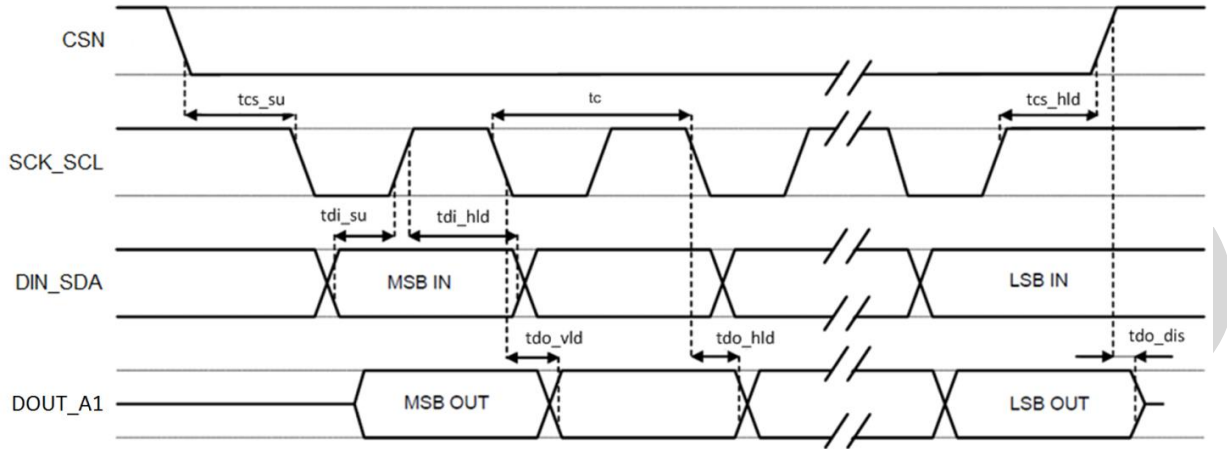 CSN
tcs_su
tc
tcs_hld
SCK_SCL
tdi_su
tdi_hld
DIN_SDA
MSB IN
LSB IN
tdo_vld
tdo_hld
tdo_dis
DOUT_A1
MSB OUT
LSB OUT